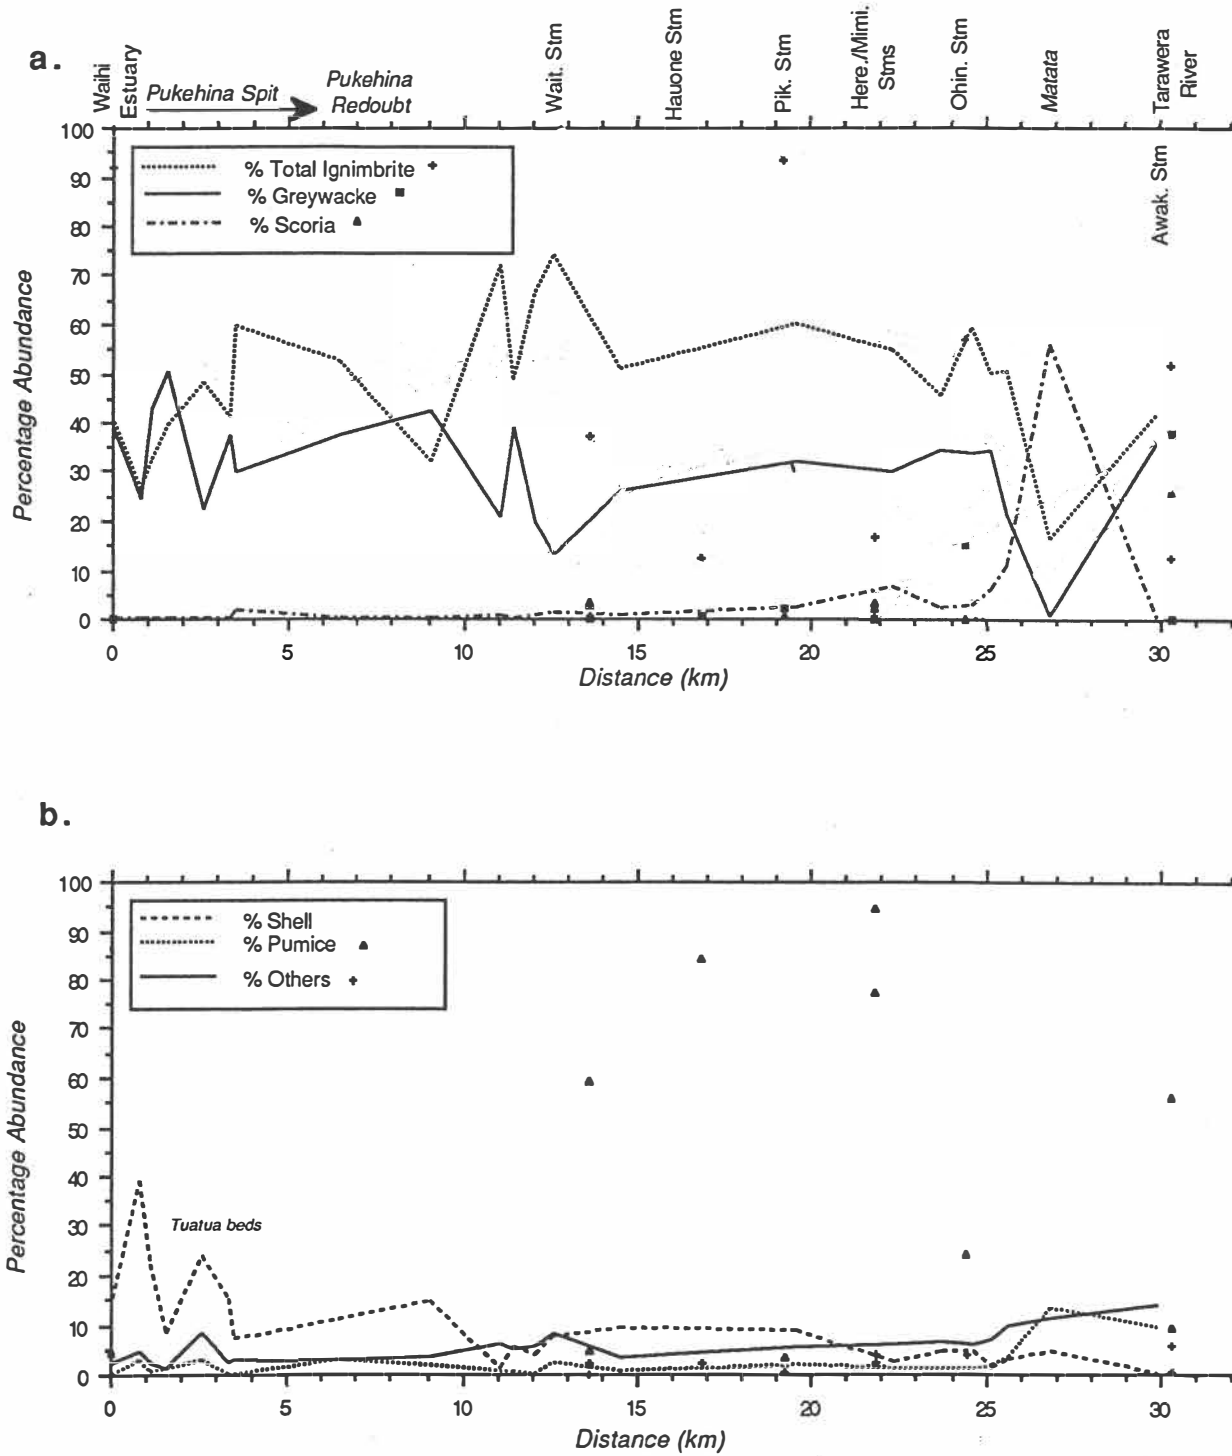 a.
Waihi
Estuary
Pukehina Spit
Pukehina
Redoubt
Wait. Stm
Hauone Stm
Pik. Stm
Here./Mimi.
Stms
Ohin. Stm
Matata
Tarawera
River
Awak. Stm
% Total Ignimbrite
% Greywacke
% Scoria
Percentage Abundance
100
90
80
70
60
50
40
30
20
10
0
0 5 10 15 20 25 30
Distance (km)
b.
% Shell
% Pumice
% Others
Tuatua beds
Percentage Abundance
100
90
80
70
60
50
40
30
20
10
0
0 5 10 15 20 25 30
Distance (km)